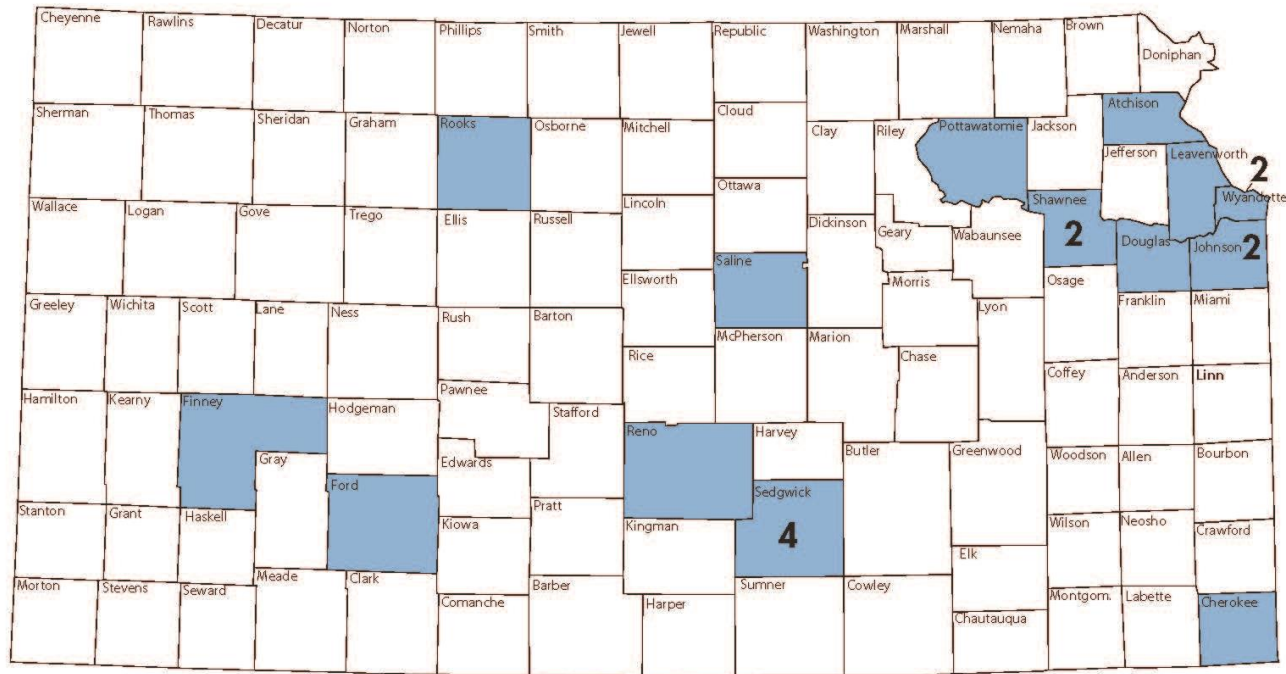 Cheyenne
Rawlins
Decatur
Norton
Phillips
Smith
Jewell
Republic
Washington
Marshall
Nemaha
Brown
Doniphan
Sherman
Thomas
Sheridan
Graham
Rooks
Osborne
Mitchell
Cloud
Clay
Riley
Pottawatomie
Jackson
Atchison
Jefferson
Leavenworth
2
Wyandotte
Wallace
Logan
Gove
Trego
Ellis
Russell
Lincoln
Ottawa
Dickinson
Geary
Wabaunsee
Shawnee
2
Douglas
Johnson
2
Saline
Ellsworth
Morris
Osage
Franklin
Miami
Greeley
Wichita
Scott
Lane
Ness
Rush
Barton
Rice
McPherson
Marion
Chase
Lyon
Coffey
Anderson
Linn
Hamilton
Kearny
Finney
Hodgeman
Pawnee
Stafford
Reno
Harvey
Butler
Greenwood
Woodson
Allen
Bourbon
Gray
Ford
Edwards
Sedgwick
4
Stanton
Grant
Haskell
Kiowa
Pratt
Kingman
Elk
Wilson
Neosho
Crawford
Morton
Stevens
Seward
Meade
Clark
Comanche
Barber
Harper
Sumner
Cowley
Chautauqua
Montgom.
Labette
Cherokee